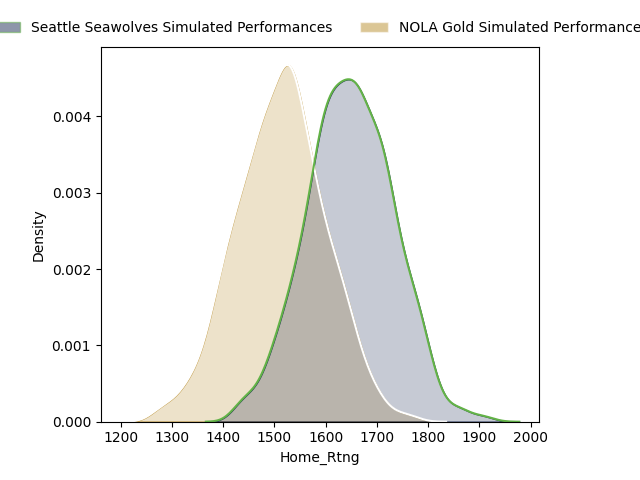 Seattle Seawolves Simulated Performances
NOLA Gold Simulated Performance
0.004
0.003
0.002
0.001
0.000
Density
1200 1300 1400 1500 1600 1700 1800 1900 2000
Home_Rtng